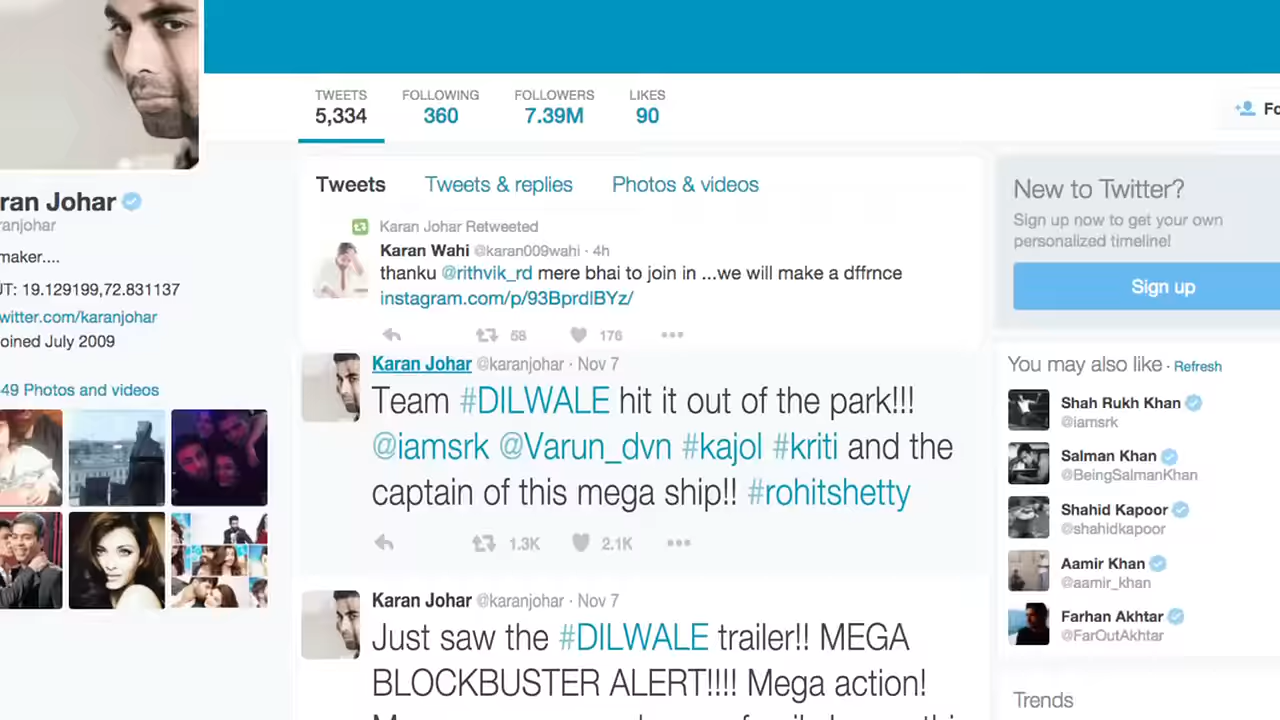 TWEETS
5,334
FOLLOWING
360
FOLLOWERS
7.39M
LIKES
90
Fo
ran Johar
ranjohar
maker....
UT: 19.129199,72.831137
witter.com/karanjohar
oined July 2009
49 Photos and videos
Tweets Tweets & replies Photos & videos
Karan Johar Retweeted
Karan Wahi @karan009wahi · 4h
thanku @rithvik_rd mere bhai to join in ...we will make a dffrnce
instagram.com/p/93BprdlBYz/
58 176
Karan Johar @karanjohar · Nov 7
Team #DILWALE hit it out of the park!!!
@iamsrk @Varun_dvn #kajol #kriti and the
captain of this mega ship!! #rohitshetty
1.3K 2.1K
Karan Johar @karanjohar · Nov 7
Just saw the #DILWALE trailer!! MEGA
BLOCKBUSTER ALERT!!!! Mega action!
New to Twitter?
Sign up now to get your own
personalized timeline!
Sign up
You may also like · Refresh
Shah Rukh Khan
@iamsrk
Salman Khan
@BeingSalmanKhan
Shahid Kapoor
@shahidkapoor
Aamir Khan
@aamir_khan
Farhan Akhtar
@FarOutAkhtar
Trends